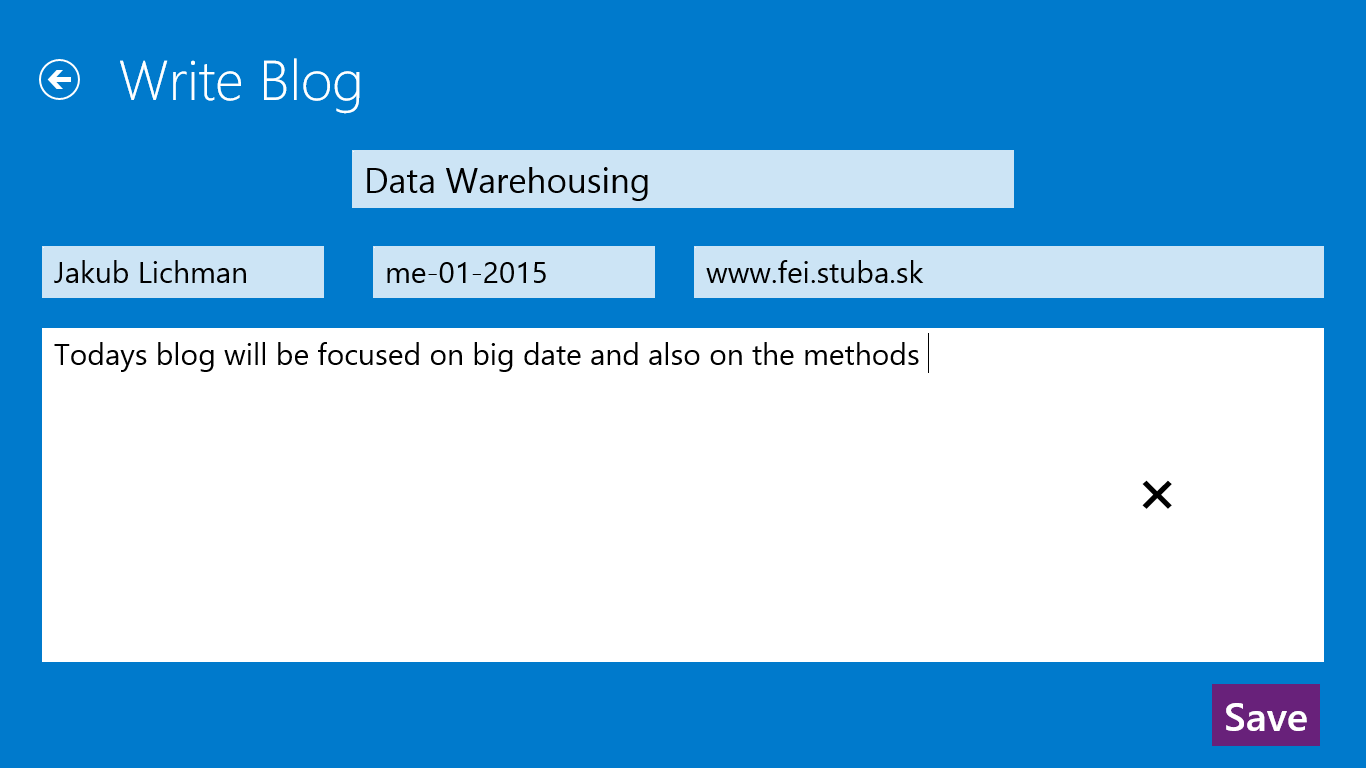 Write Blog
Data Warehousing
Jakub Lichman
me-01-2015
www.fei.stuba.sk
Todays blog will be focused on big date and also on the methods
Save